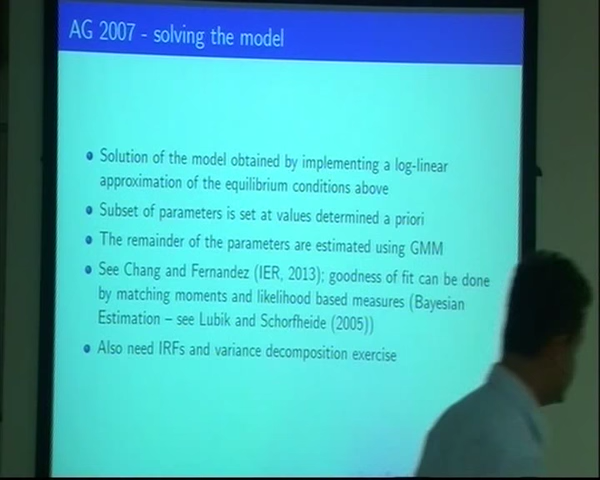 AG 2007 - solving the model
Solution of the model obtained by implementing a log-linear
approximation of the equilibrium conditions above
Subset of parameters is set at values determined a priori
The remainder of the parameters are estimated using GMM
See Chang and Fernandez (IER, 2013); goodness of fit can be done
by matching moments and likelihood based measures (Bayesian
Estimation – see Lubik and Schorfheide (2005))
Also need IRFs and variance decomposition exercise